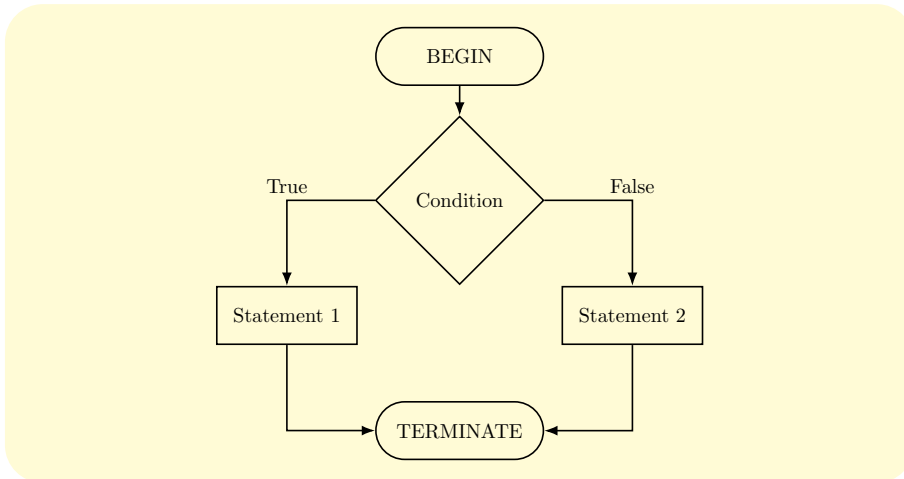 BEGIN
True
False
Condition
Statement 1
Statement 2
TERMINATE